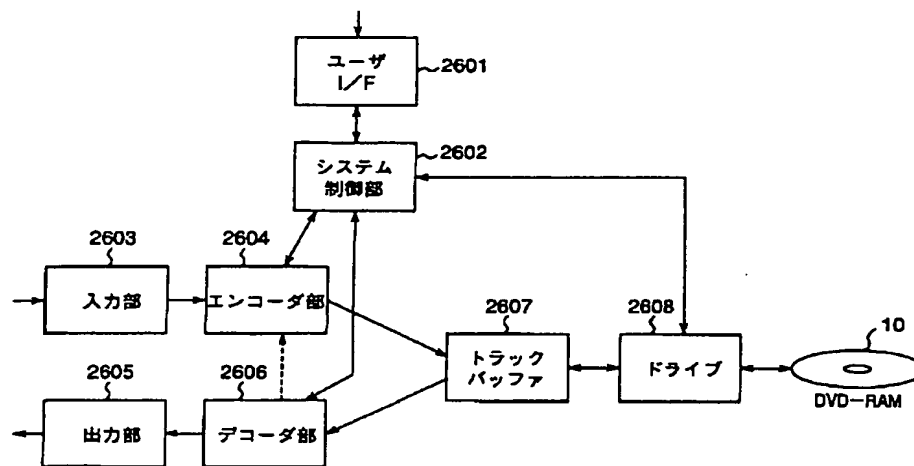 ユーザ
I/F
2601
システム
制御部
2602
2603
入力部
2604
エンコーダ部
2605
出力部
2606
デコーダ部
2607
トラック
バッファ
2608
ドライブ
10
DVD-RAM